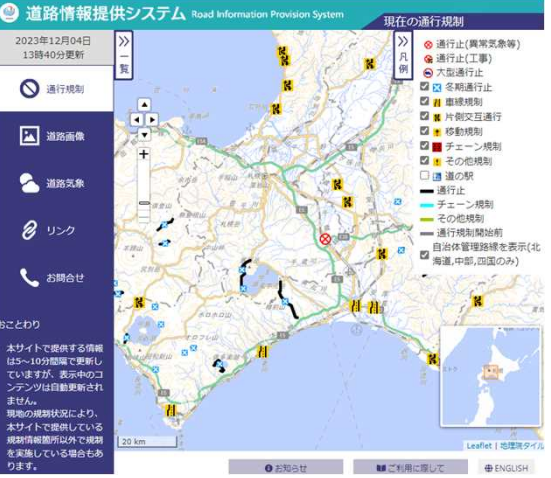 道路情報提供システム Road Information Provision System
現在の通行規制
2023年12月04日
13時40分更新
通行規制
道路画像
道路気象
リンク
お問合せ
おことわり
本サイトで提供する情報
は5～10分間隔で更新し
ていますが、表示中のコ
ンテンツは自動更新され
ません。
現地の規制状況により、
本サイトで提供している
規制情報箇所以外で規制
を実施している場合もあ
ります。
一覧
凡例
通行止(異常気象等)
通行止(工事)
大型通行止
冬期通行止
車線規制
片側交互通行
移動規制
チェーン規制
その他規制
道の駅
通行止
チェーン規制
その他規制
通行規制開始前
自治体管理路線を表示(北
海道,中部,四国のみ)
20 km
Leaflet | 地理院タイル
お知らせ
ご利用に際して
ENGLISH